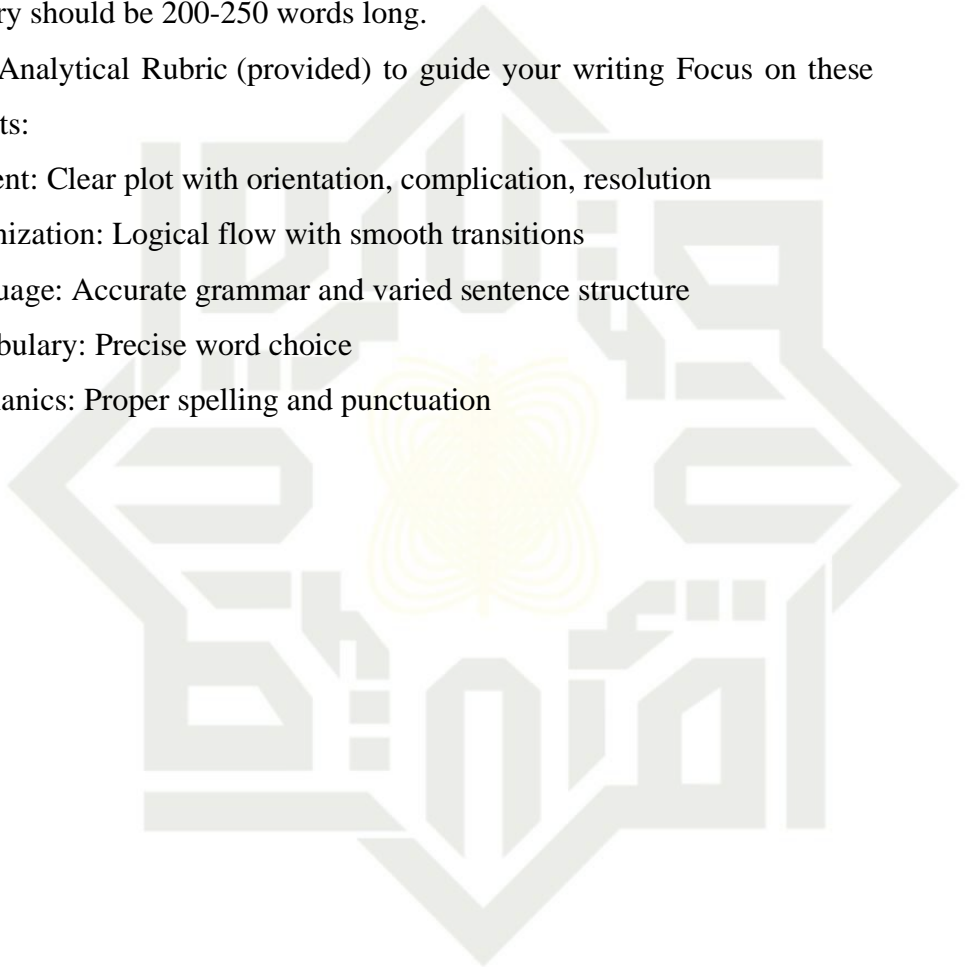 ry should be 200-250 words long.
Analytical Rubric (provided) to guide your writing Focus on these
ts:
ent: Clear plot with orientation, complication, resolution
nization: Logical flow with smooth transitions
uage: Accurate grammar and varied sentence structure
bulary: Precise word choice
anics: Proper spelling and punctuation